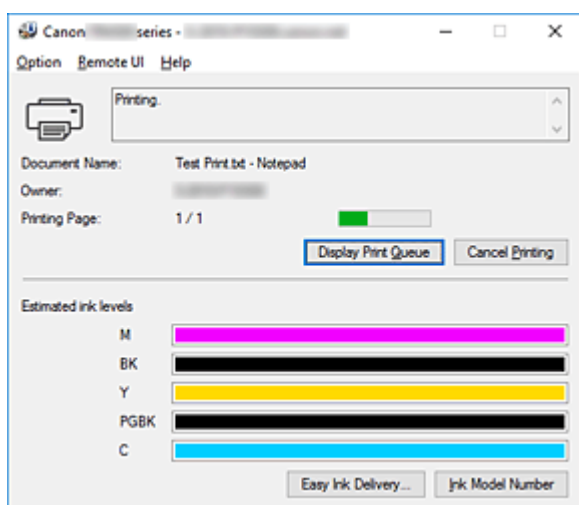 Canon series -
Option Remote UI Help
Printing.
Document Name: Test Print.txt - Notepad
Owner:
Printing Page: 1 / 1
Display Print Queue Cancel Printing
Estimated ink levels
M
BK
Y
PGBK
C
Easy Ink Delivery... Ink Model Number